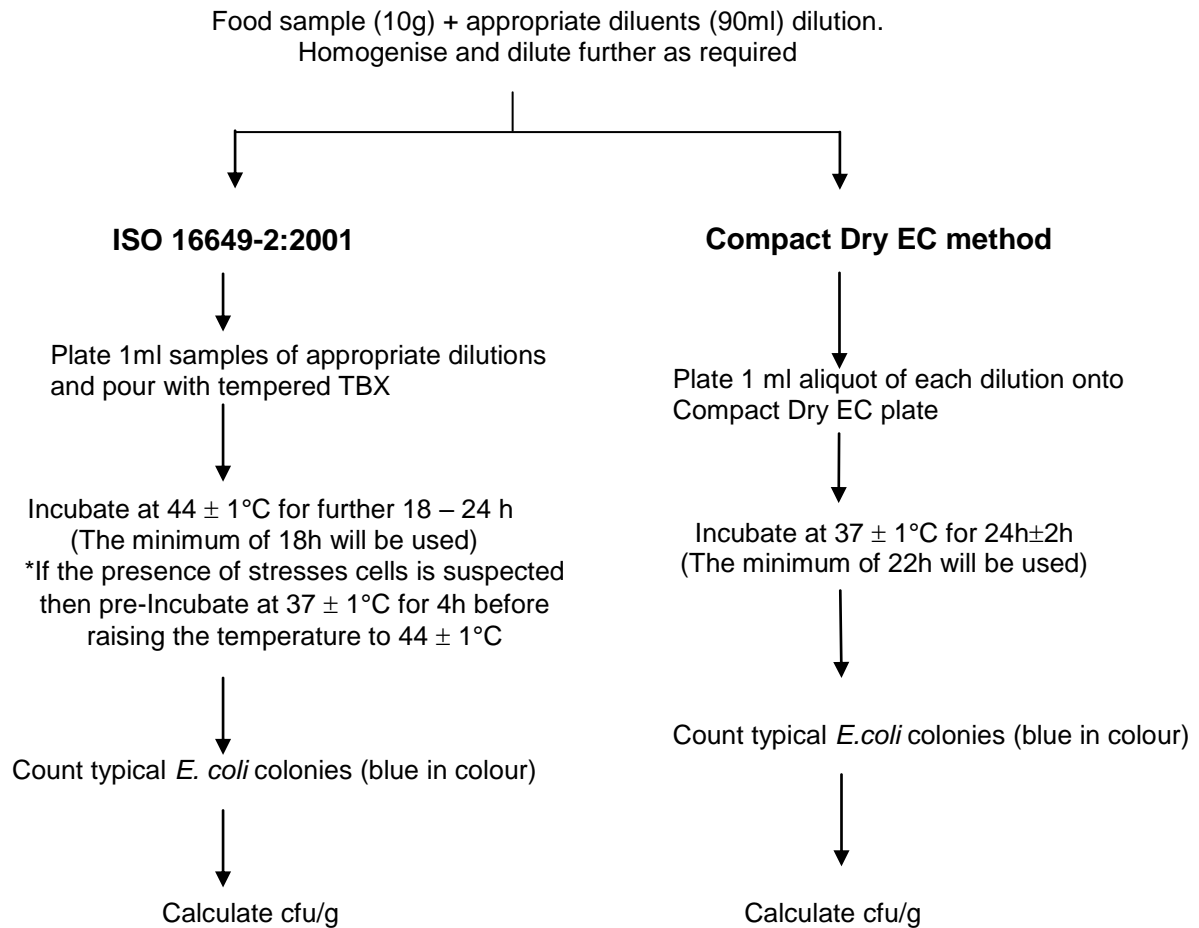 Food sample (10g) + appropriate diluents (90ml) dilution.
Homogenise and dilute further as required
ISO 16649-2:2001
Plate 1ml samples of appropriate dilutions
and pour with tempered TBX
Incubate at 44 ± 1°C for further 18 – 24 h
(The minimum of 18h will be used)
*If the presence of stresses cells is suspected
then pre-Incubate at 37 ± 1°C for 4h before
raising the temperature to 44 ± 1°C
Count typical E. coli colonies (blue in colour)
Calculate cfu/g
Compact Dry EC method
Plate 1 ml aliquot of each dilution onto
Compact Dry EC plate
Incubate at 37 ± 1°C for 24h±2h
(The minimum of 22h will be used)
Count typical E.coli colonies (blue in colour)
Calculate cfu/g